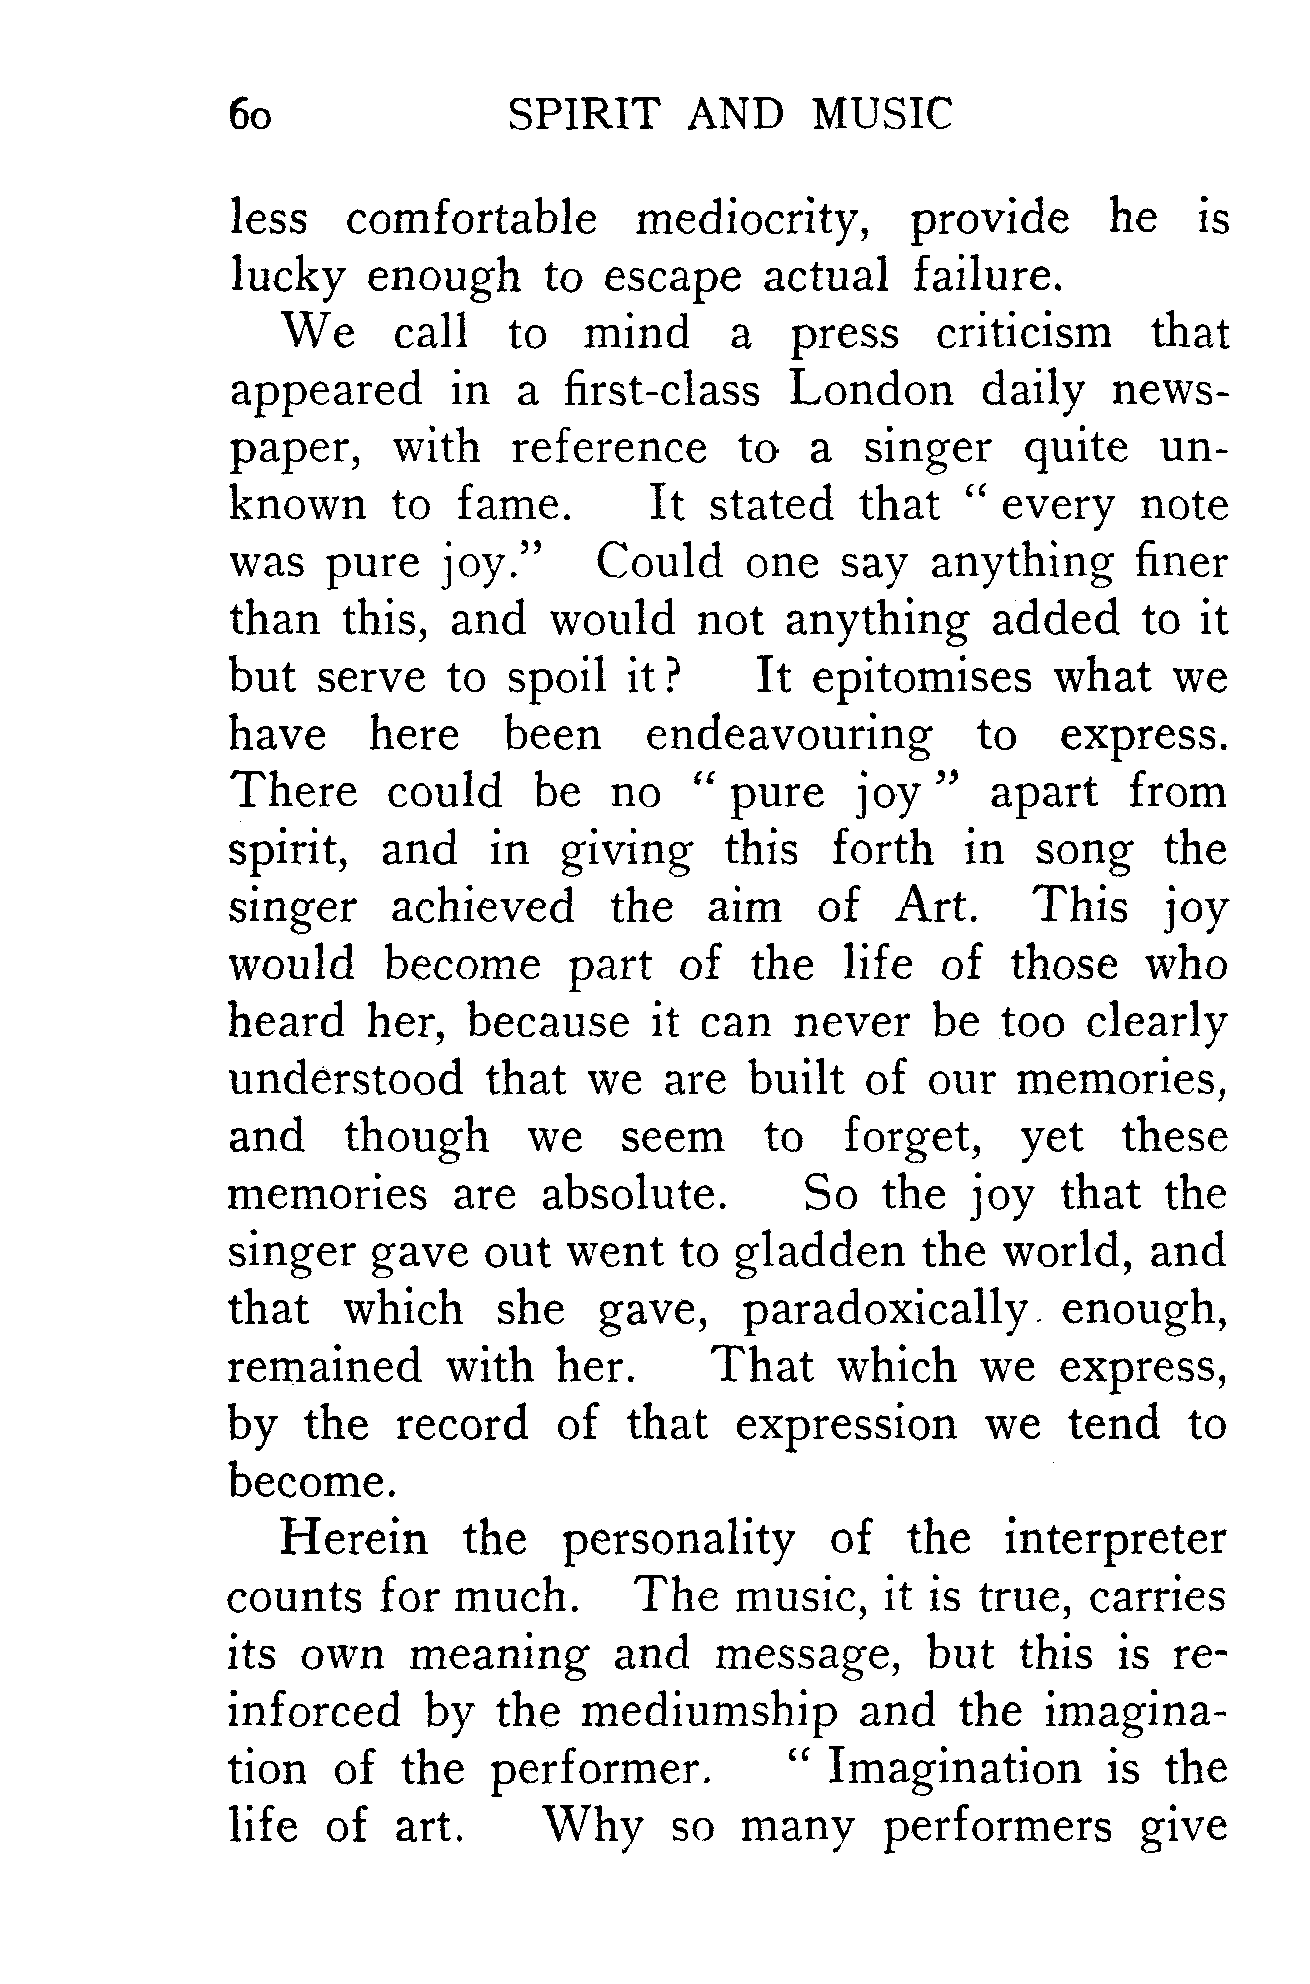 60 SPIRIT AND MUSIC
less comfortable mediocrity, provide he is
lucky enough to escape actual failure.
We call to mind a press criticism that
appeared in a first-class London daily news-
paper, with reference to a singer quite un-
known to fame. It stated that “ every note
was pure joy.” Could one say anything finer
than this, and would not anything added to it
but serve to spoil it? It epitomises what we
have here been endeavouring to express.
There could be no “ pure joy ” apart from
spirit, and in giving this forth in song the
singer achieved the aim of Art. This joy
would become part of the life of those who
heard her, because it can never be too clearly
understood that we are built of our memories,
and though we seem to forget, yet these
memories are absolute. So the joy that the
singer gave out went to gladden the world, and
that which she gave, paradoxically enough,
remained with her. That which we express,
by the record of that expression we tend to
become.
Herein the personality of the interpreter
counts for much. The music, it is true, carries
its own meaning and message, but this is re-
inforced by the mediumship and the imagina-
tion of the performer. “ Imagination is the
life of art. Why so many performers give